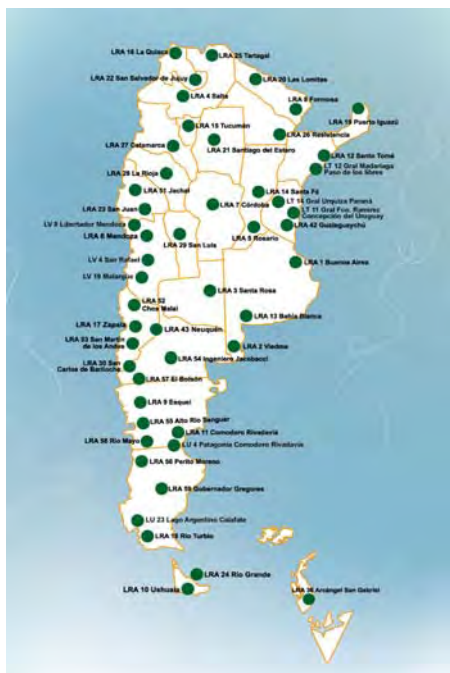 LRA 16 La Quiaca
LRA 25 Tartagal
LRA 22 San Salvador de Jujuy
LRA 20 Las Lomitas
LRA 4 Salta
LRA 8 Formosa
LRA 19 Puerto Iguazú
LRA 15 Tucumán
LRA 26 Resistencia
LRA 27 Catamarca
LRA 21 Santiago del Estero
LRA 12 Santo Tomé
LT 12 Gral Madariaga
Paso de los libres
LRA 28 La Rioja
LRA 51 Jachal
LRA 14 Santa Fé
LT 14 Gral Urquiza Paraná
LRA 23 San Juan
LRA 7 Córdoba
LT 11 Gral Fco. Ramirez
Concepción del Uruguay
LV 8 Libertador Mendoza
LRA 42 Gualeguaychú
LRA 6 Mendoza
LRA 5 Rosario
LRA 29 San Luis
LV 4 San Rafael
LRA 1 Buenos Aires
LV 19 Malargüe
LRA 3 Santa Rosa
LRA 52
Chos Malal
LRA 13 Bahía Blanca
LRA 17 Zapala
LRA 43 Neuquén
LRA 53 San Martín
de los Andes
LRA 2 Viedma
LRA 54 Ingeniero Jacobacci
LRA 30 San
Carlos de Bariloche
LRA 57 El Bolsón
LRA 9 Esquel
LRA 55 Alto Río Senguer
LRA 11 Comodoro Rivadavia
LRA 58 Río Mayo
LU 4 Patagonia Comodoro Rivadavia
LRA 56 Perito Moreno
LRA 59 Gobernador Gregores
LU 23 Lago Argentino Calafate
LRA 18 Río Turbio
LRA 24 Río Grande
LRA 10 Ushuaia
LRA 36 Arcángel San Gabriel